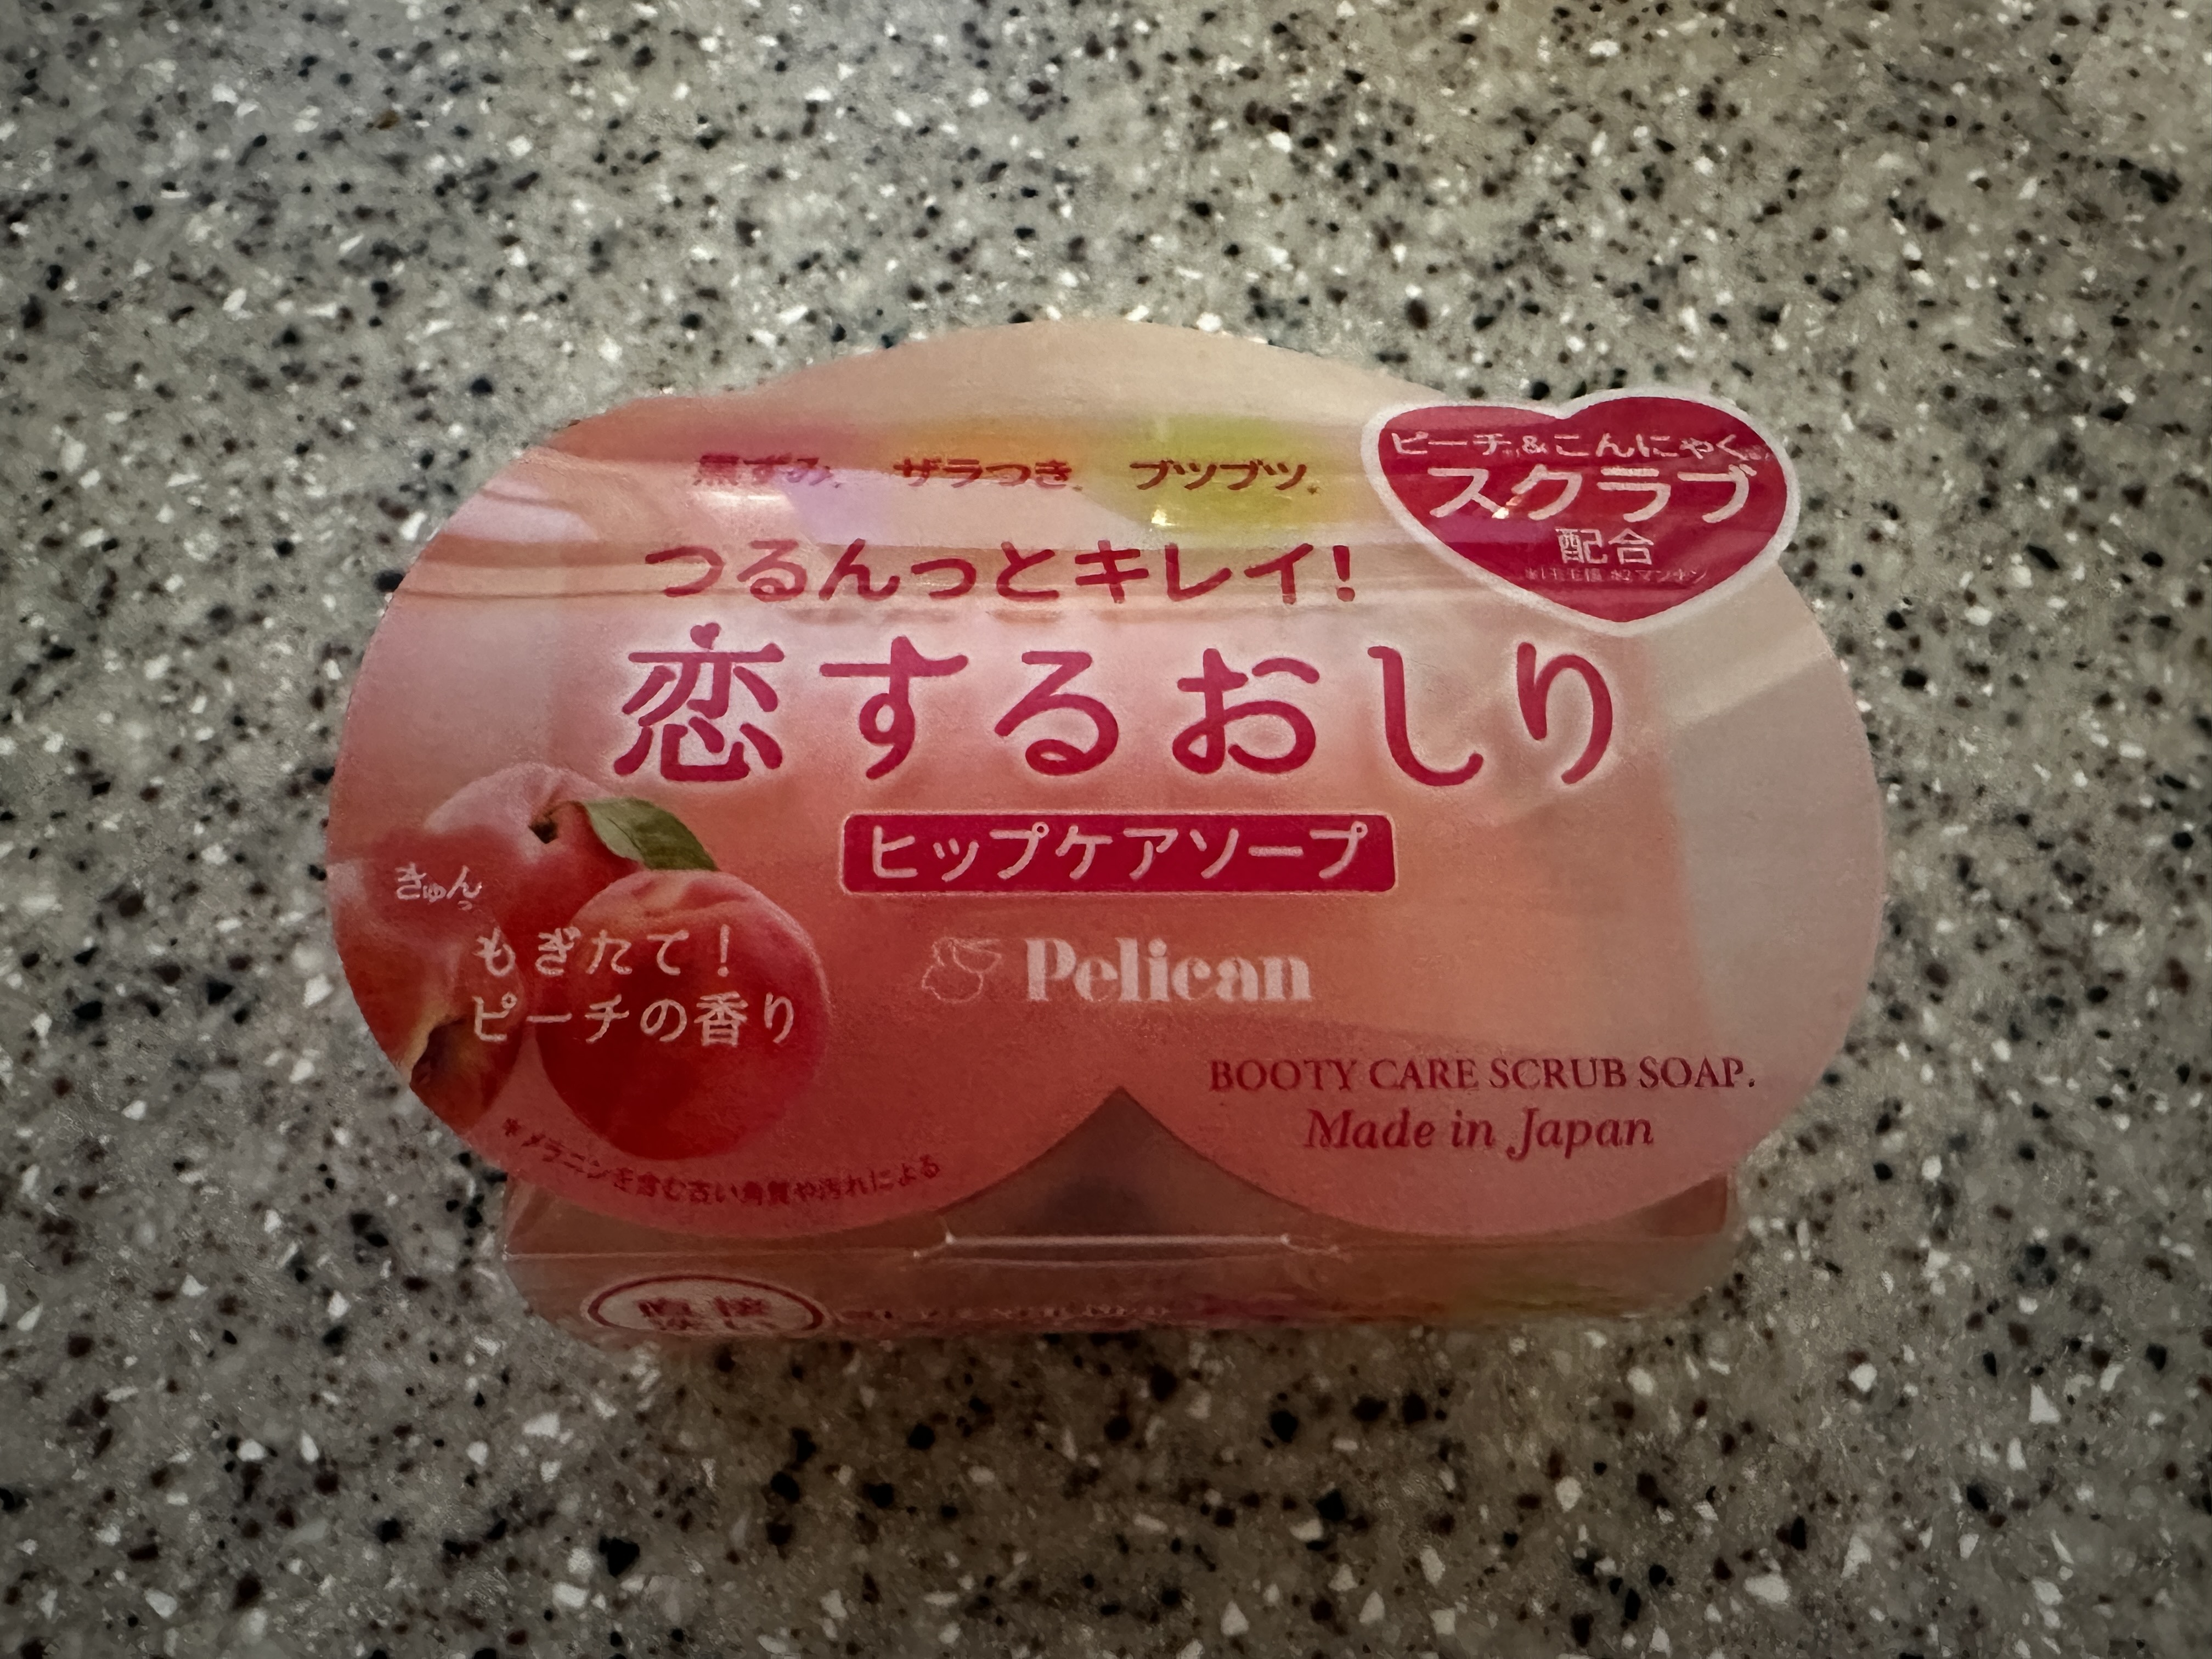 黒ずみ* ザラつき* ブツブツ*
つるんっとキレイ!
ピーチ※1&こんにゃく※2
スクラブ
配合
恋するおしり
ヒップケアソープ
きゅんっ
もぎたて!
ピーチの香り
Pelican
BOOTY CARE SCRUB SOAP.
Made in Japan
*メラニンを含む古い角質や汚れによる
直接